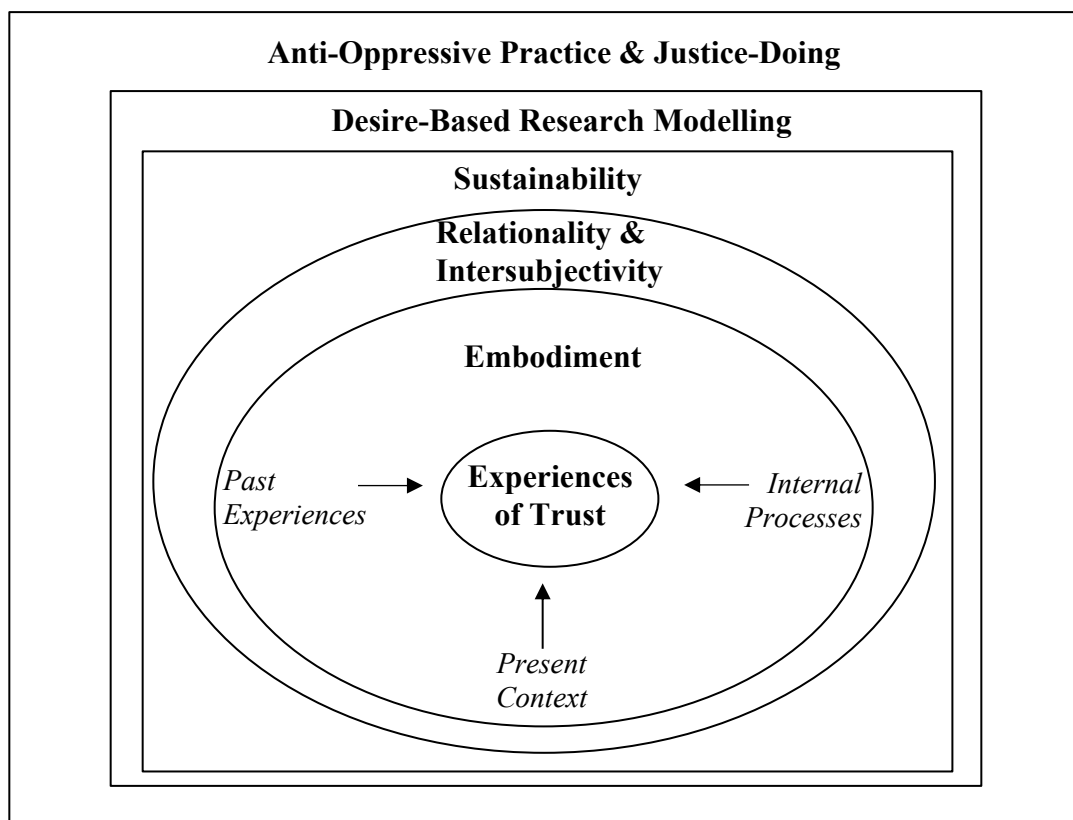 Anti-Oppressive Practice & Justice-Doing
Desire-Based Research Modelling
Sustainability
Relationality &
Intersubjectivity
Embodiment
Past
Experiences
Experiences
of Trust
Internal
Processes
Present
Context